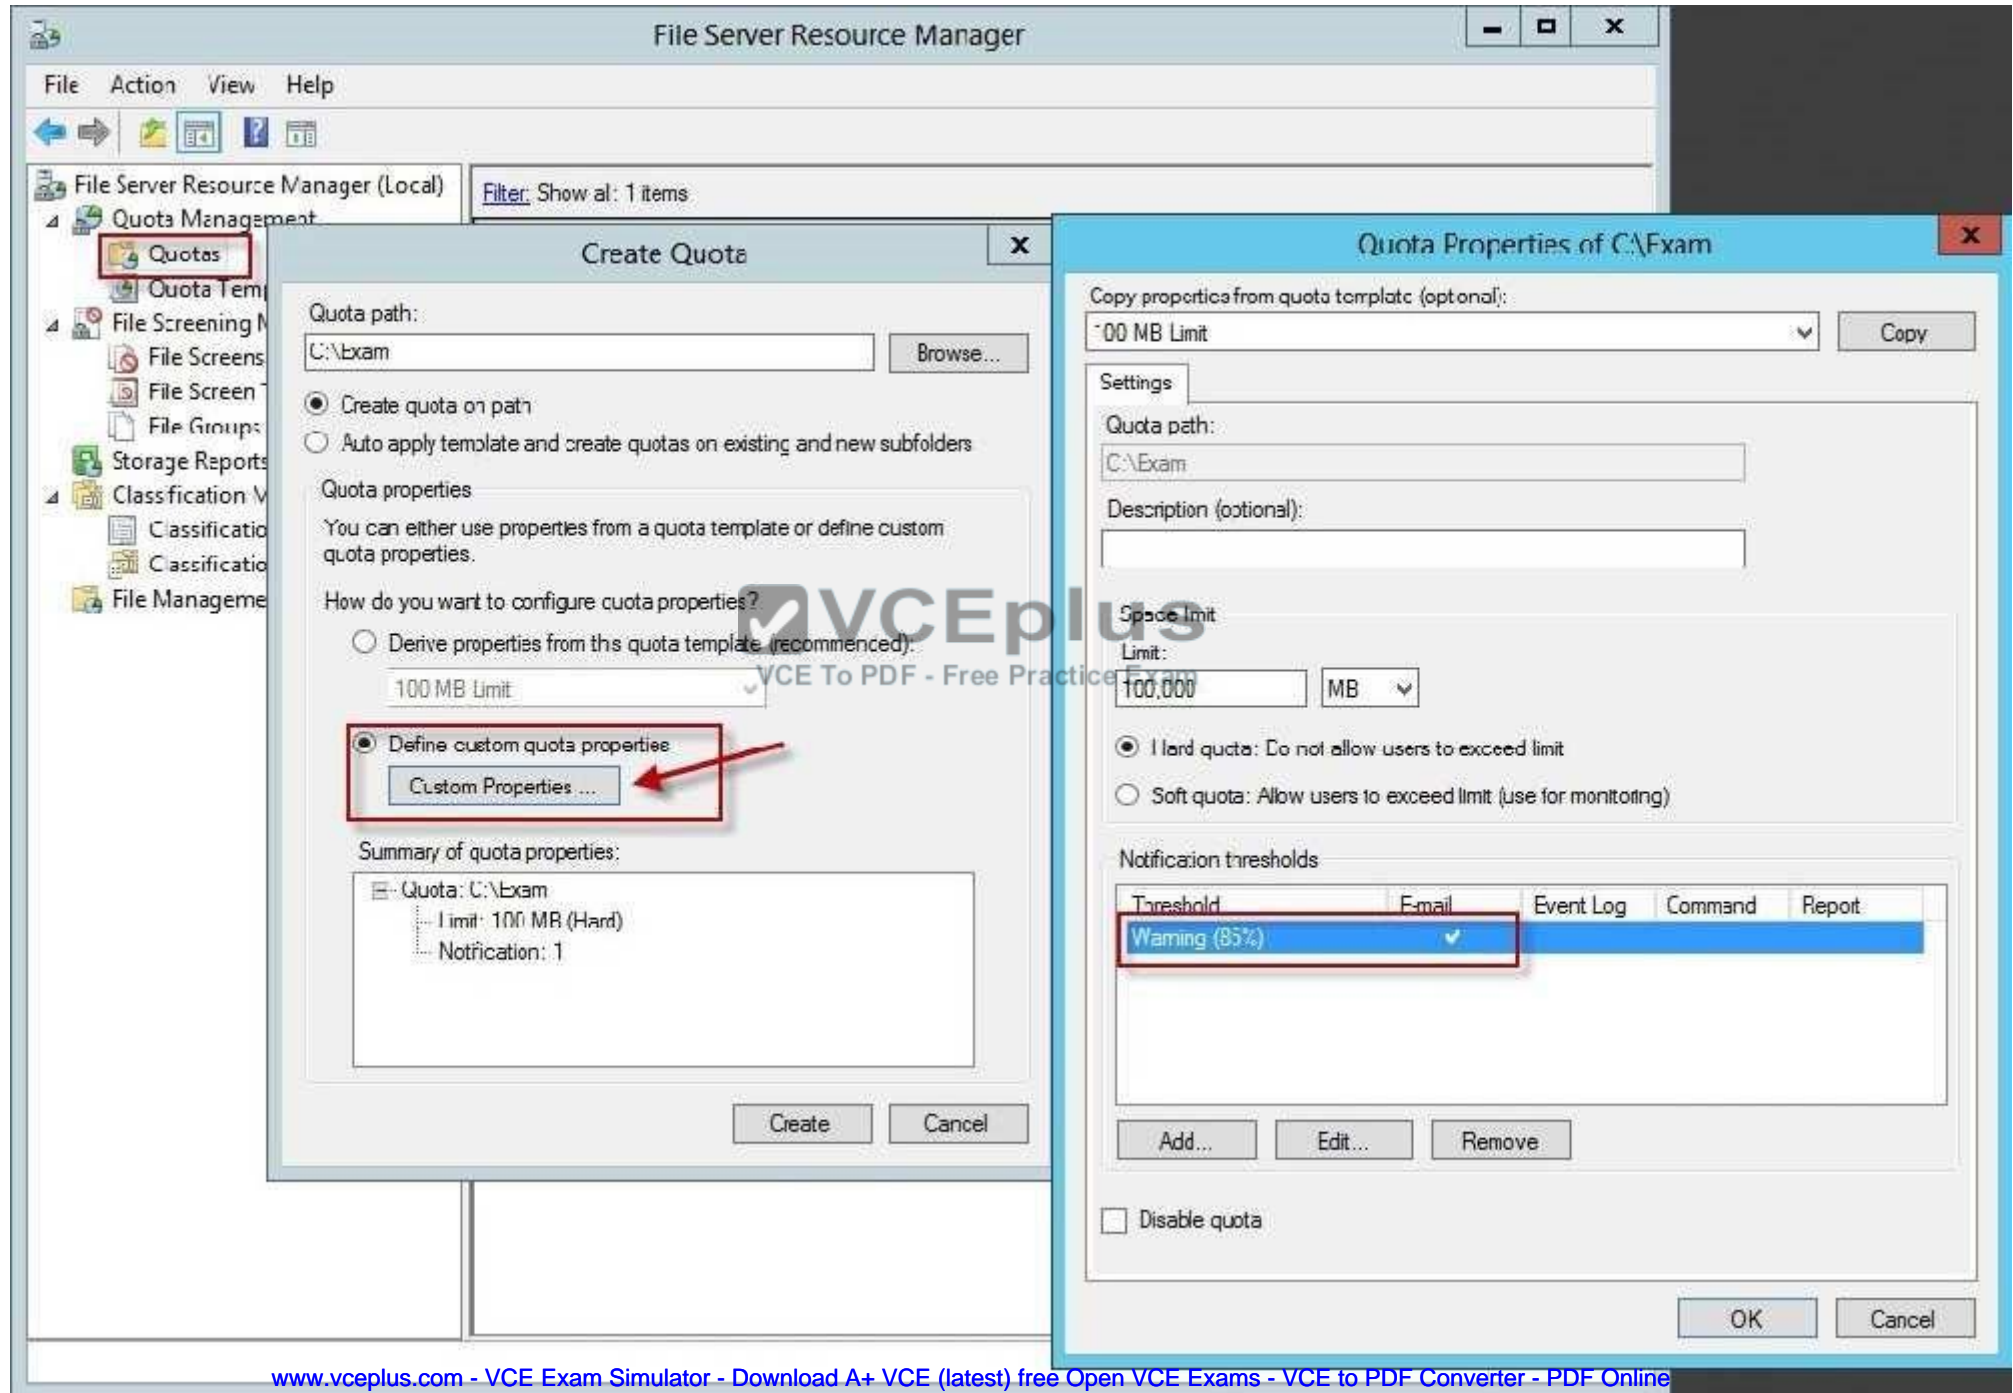 File Server Resource Manager
File Action View Help
File Server Resource Manager (Local)
Quota Management
Quotas
Quota Temp
File Screening M
File Screens
File Screen T
File Groups
Storage Reports
Classification M
Classificatio
Classificatio
File Manageme
Filter: Show all: 1 items
Create Quota
Quota path:
C:\Exam
Browse...
Create quota on path
Auto apply template and create quotas on existing and new subfolders
Quota properties
You can either use properties from a quota template or define custom
quota properties.
How do you want to configure quota properties?
Derive properties from this quota template (recommended):
100 MB Limit
Define custom quota properties
Custom Properties ...
Summary of quota properties:
Quota: C:\Exam
Limit: 100 MB (Hard)
Notification: 1
Create
Cancel
Quota Properties of C:\Exam
Copy properties from quota template (optional):
100 MB Limit
Copy
Settings
Quota path:
C:\Exam
Description (optional):
Space limit
Limit:
100.000
MB
Hard quota: Do not allow users to exceed limit
Soft quota: Allow users to exceed limit (use for monitoring)
Notification thresholds
Threshold E-mail Event Log Command Report
Warning (85%)
Add...
Edit...
Remove
Disable quota
OK
Cancel
VCEplus
VCE To PDF - Free Practice Exam
www.vceplus.com - VCE Exam Simulator - Download A+ VCE (latest) free Open VCE Exams - VCE to PDF Converter - PDF Online